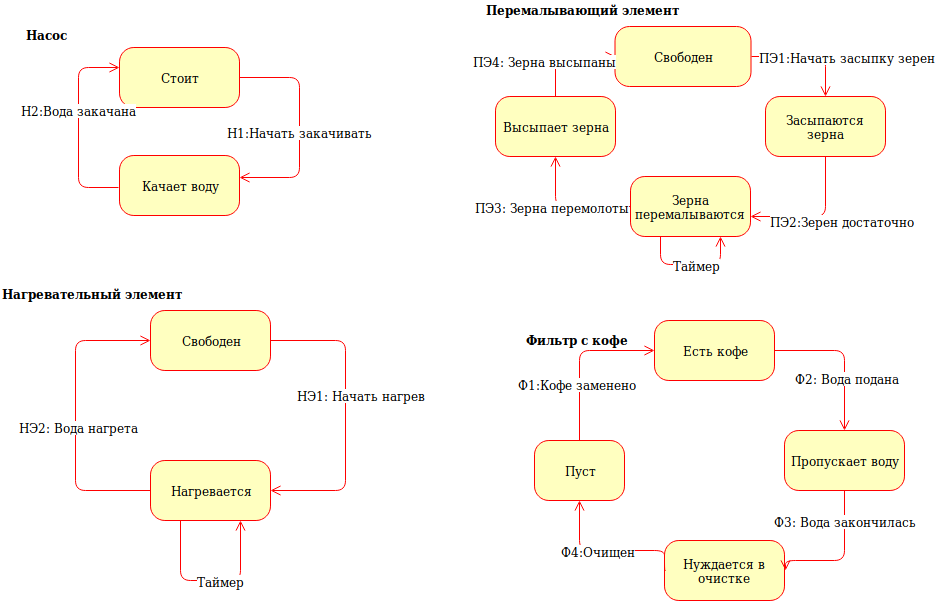 Насос
Стоит
Н2:Вода закачана
Н1:Начать закачивать
Качает воду
Перемалывающий элемент
Свободен
ПЭ4: Зерна высыпаны
ПЭ1:Начать засыпку зерен
Высыпает зерна
Засыпаются
зерна
ПЭ3: Зерна перемолоты
Зерна
перемалываются
ПЭ2:Зерен достаточно
Таймер
Нагревательный элемент
Свободен
НЭ1: Начать нагрев
НЭ2: Вода нагрета
Нагревается
Таймер
Фильтр с кофе
Есть кофе
Ф1:Кофе заменено
Ф2: Вода подана
Пуст
Пропускает воду
Ф3: Вода закончилась
Ф4:Очищен
Нуждается в
очистке